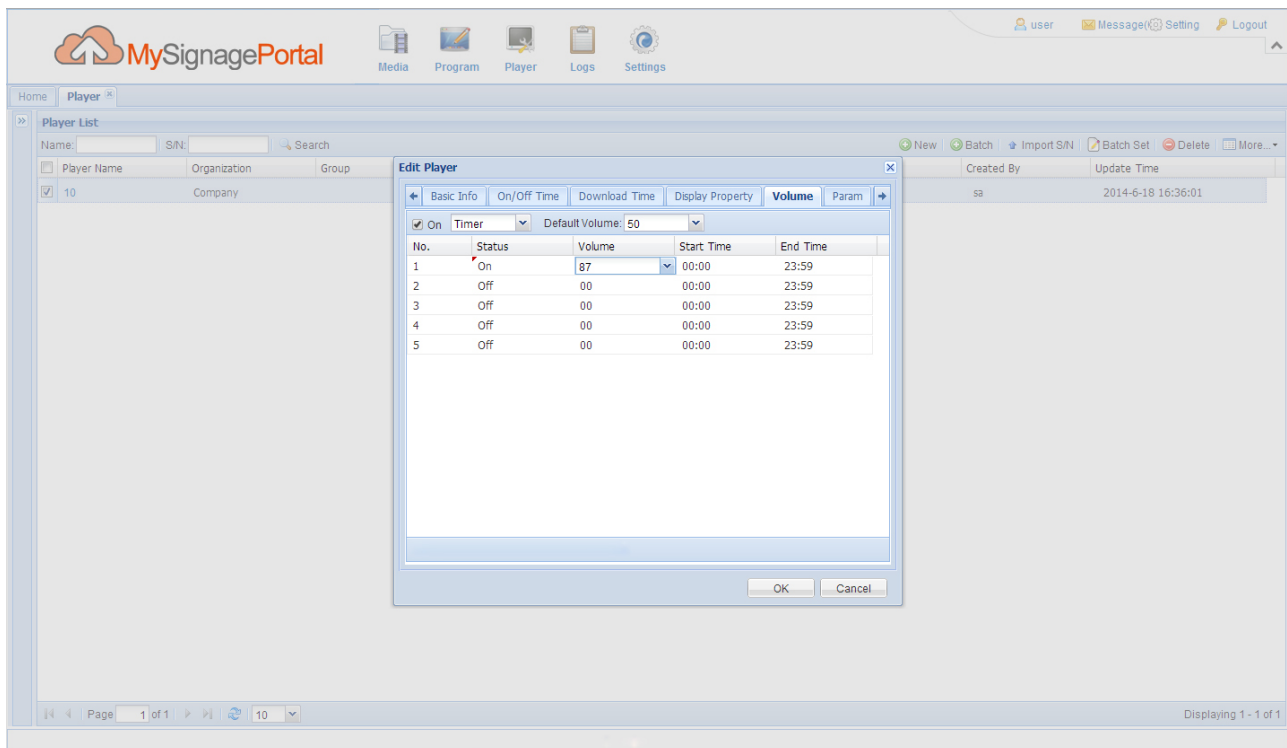 user Message( Setting Logout
MySignagePortal
Media Program Player Logs Settings
Home Player
Player List
Name: S/N: Search New Batch Import S/N Batch Set Delete More...
Player Name Organization Group Created By Update Time
10 Company sa 2014-6-18 16:36:01
Edit Player
Basic Info On/Off Time Download Time Display Property Volume Param
On Timer Default Volume: 50
No. Status Volume Start Time End Time
1 On 87 00:00 23:59
2 Off 00 00:00 23:59
3 Off 00 00:00 23:59
4 Off 00 00:00 23:59
5 Off 00 00:00 23:59
OK Cancel
Page 1 of 1 10 Displaying 1 - 1 of 1